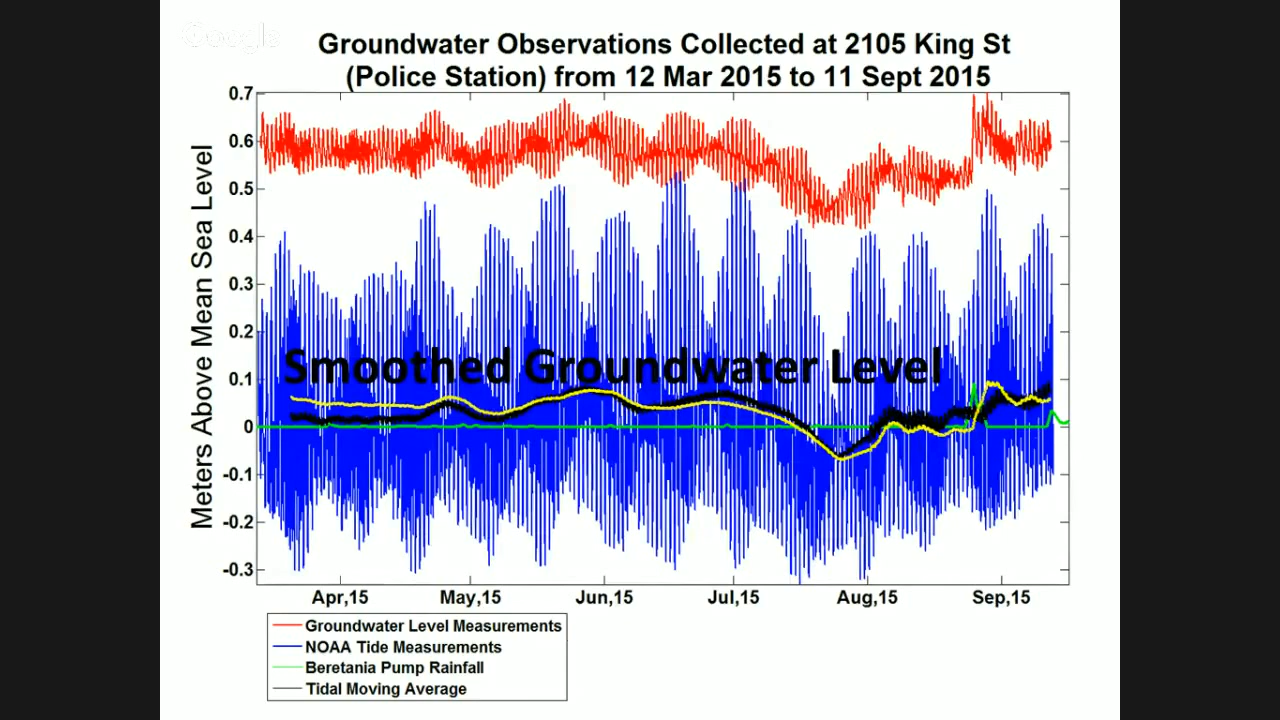 Google
Groundwater Observations Collected at 2105 King St
(Police Station) from 12 Mar 2015 to 11 Sept 2015
Meters Above Mean Sea Level
0.7
0.6
0.5
0.4
0.3
0.2
0.1
0
-0.1
-0.2
-0.3
Smoothed Groundwater Level
Apr,15 May,15 Jun,15 Jul,15 Aug,15 Sep,15
Groundwater Level Measurements
NOAA Tide Measurements
Beretania Pump Rainfall
Tidal Moving Average